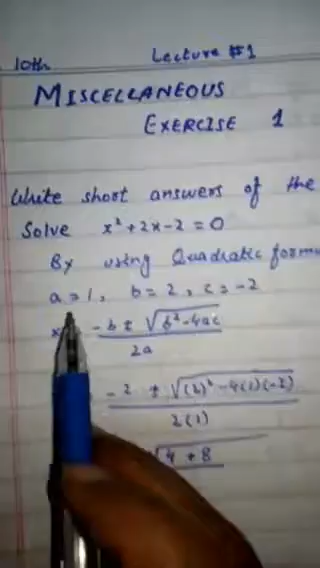 10th Lecture #1
MISCELLANEOUS
EXERCISE 1
Write short answers of the
Solve x² + 2x - 2 = 0
By using Quadratic
a = 1, b = 2, c = -2
x -b ± √(b² - 4ac)
2a
-2 ± √((2)² - 4(1)(-2))
2(1)
√(4 + 8)